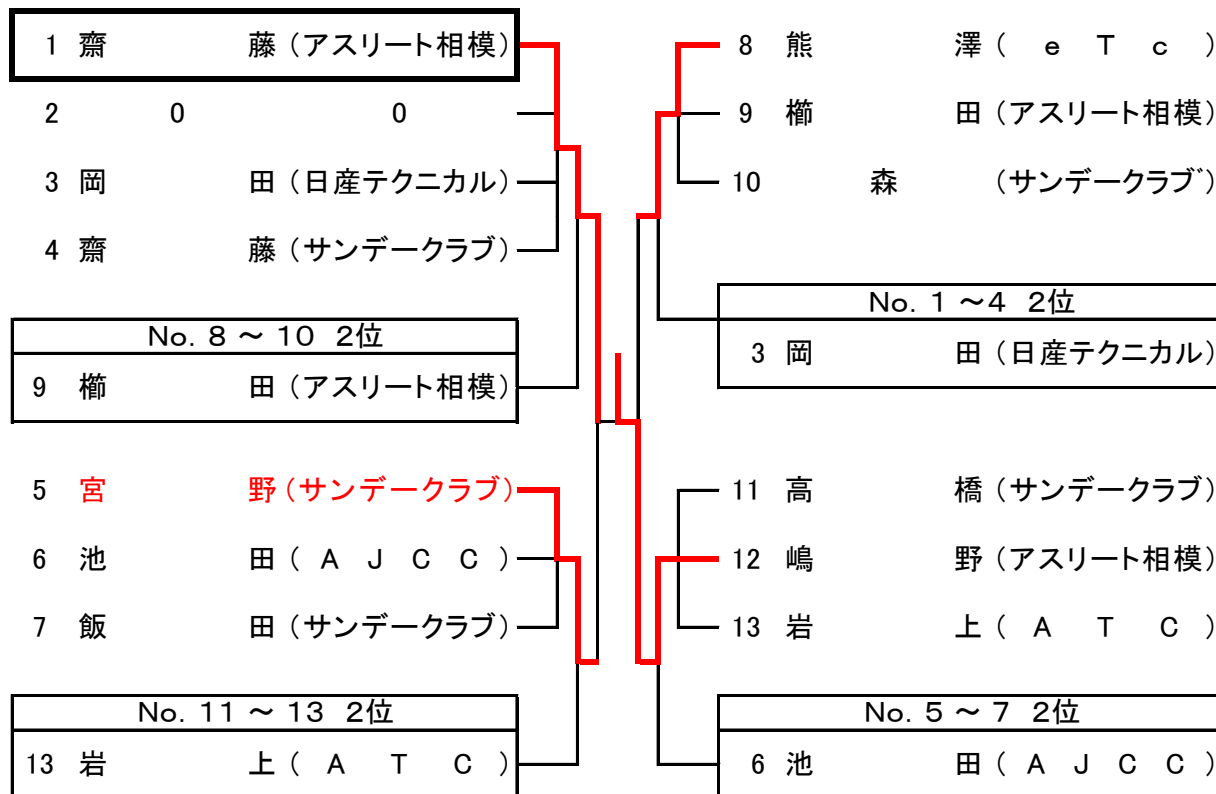 1 齋 藤 (アスリート相模)
2 0 0
3 岡 田 (日産テクニカル)
4 齋 藤 (サンデークラブ)
No. 8 ~ 10 2位
9 櫛 田 (アスリート相模)
5 宮 野 (サンデークラブ)
6 池 田 ( A J C C )
7 飯 田 (サンデークラブ)
No. 11 ~ 13 2位
13 岩 上 ( A T C )
8 熊 澤 ( e T c )
9 櫛 田 (アスリート相模)
10 森 (サンデークラブ)
No. 1 ~4 2位
3 岡 田 (日産テクニカル)
11 高 橋 (サンデークラブ)
12 嶋 野 (アスリート相模)
13 岩 上 ( A T C )
No. 5 ~ 7 2位
6 池 田 ( A J C C )